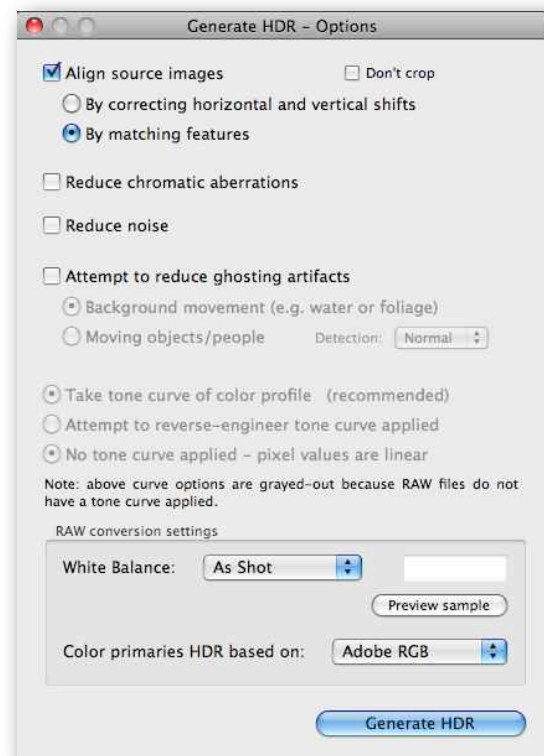 Generate HDR – Options
Align source images Don't crop
By correcting horizontal and vertical shifts
By matching features
Reduce chromatic aberrations
Reduce noise
Attempt to reduce ghosting artifacts
Background movement (e.g. water or foliage)
Moving objects/people Detection: Normal
Take tone curve of color profile (recommended)
Attempt to reverse-engineer tone curve applied
No tone curve applied – pixel values are linear
Note: above curve options are grayed-out because RAW files do not
have a tone curve applied.
RAW conversion settings
White Balance: As Shot
Preview sample
Color primaries HDR based on: Adobe RGB
Generate HDR